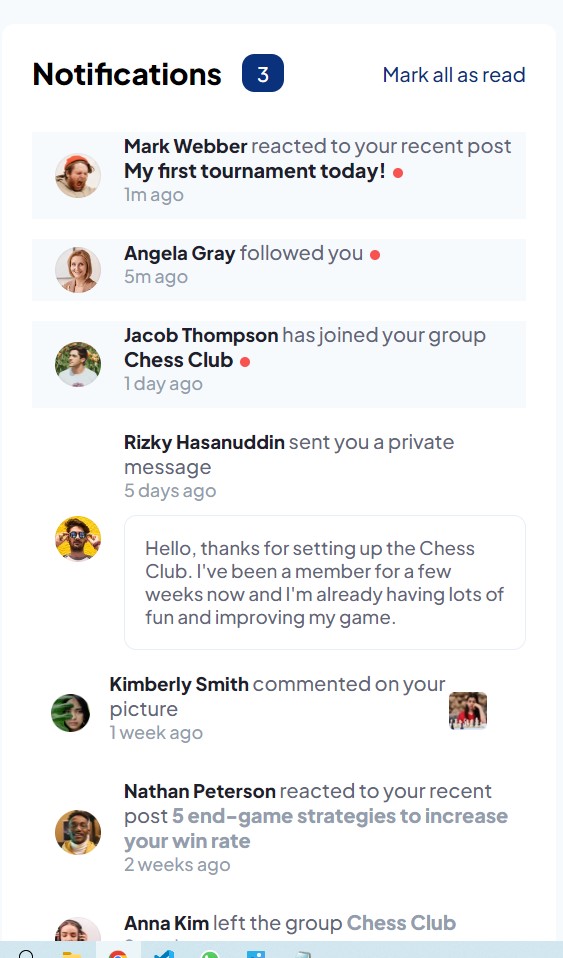 Notifications 3 Mark all as read
Mark Webber reacted to your recent post
My first tournament today!
1m ago
Angela Gray followed you
5m ago
Jacob Thompson has joined your group
Chess Club
1 day ago
Rizky Hasanuddin sent you a private
message
5 days ago
Hello, thanks for setting up the Chess
Club. I've been a member for a few
weeks now and I'm already having lots of
fun and improving my game.
Kimberly Smith commented on your
picture
1 week ago
Nathan Peterson reacted to your recent
post 5 end-game strategies to increase
your win rate
2 weeks ago
Anna Kim left the group Chess Club